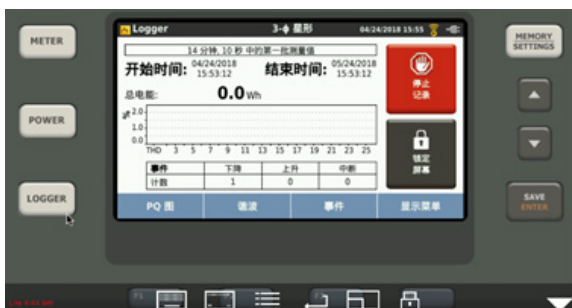 METER
POWER
LOGGER
Logger 3-ϕ 星形 04/24/2018 15:55
14 分钟, 10 秒 中的第一批测量值
开始时间: 04/24/2018 15:53:12 结束时间: 05/24/2018 15:53:12
总电能: 0.0 Wh
% 2.0
1.0
0.0
THD 3 5 7 9 11 13 15 17 19 21 23 25
事件 下降 上升 中断
计数 1 0 0
停止
记录
锁定
屏幕
PQ 图 谐波 事件 显示菜单
MEMORY
SETTINGS
SAVE
ENTER
F1